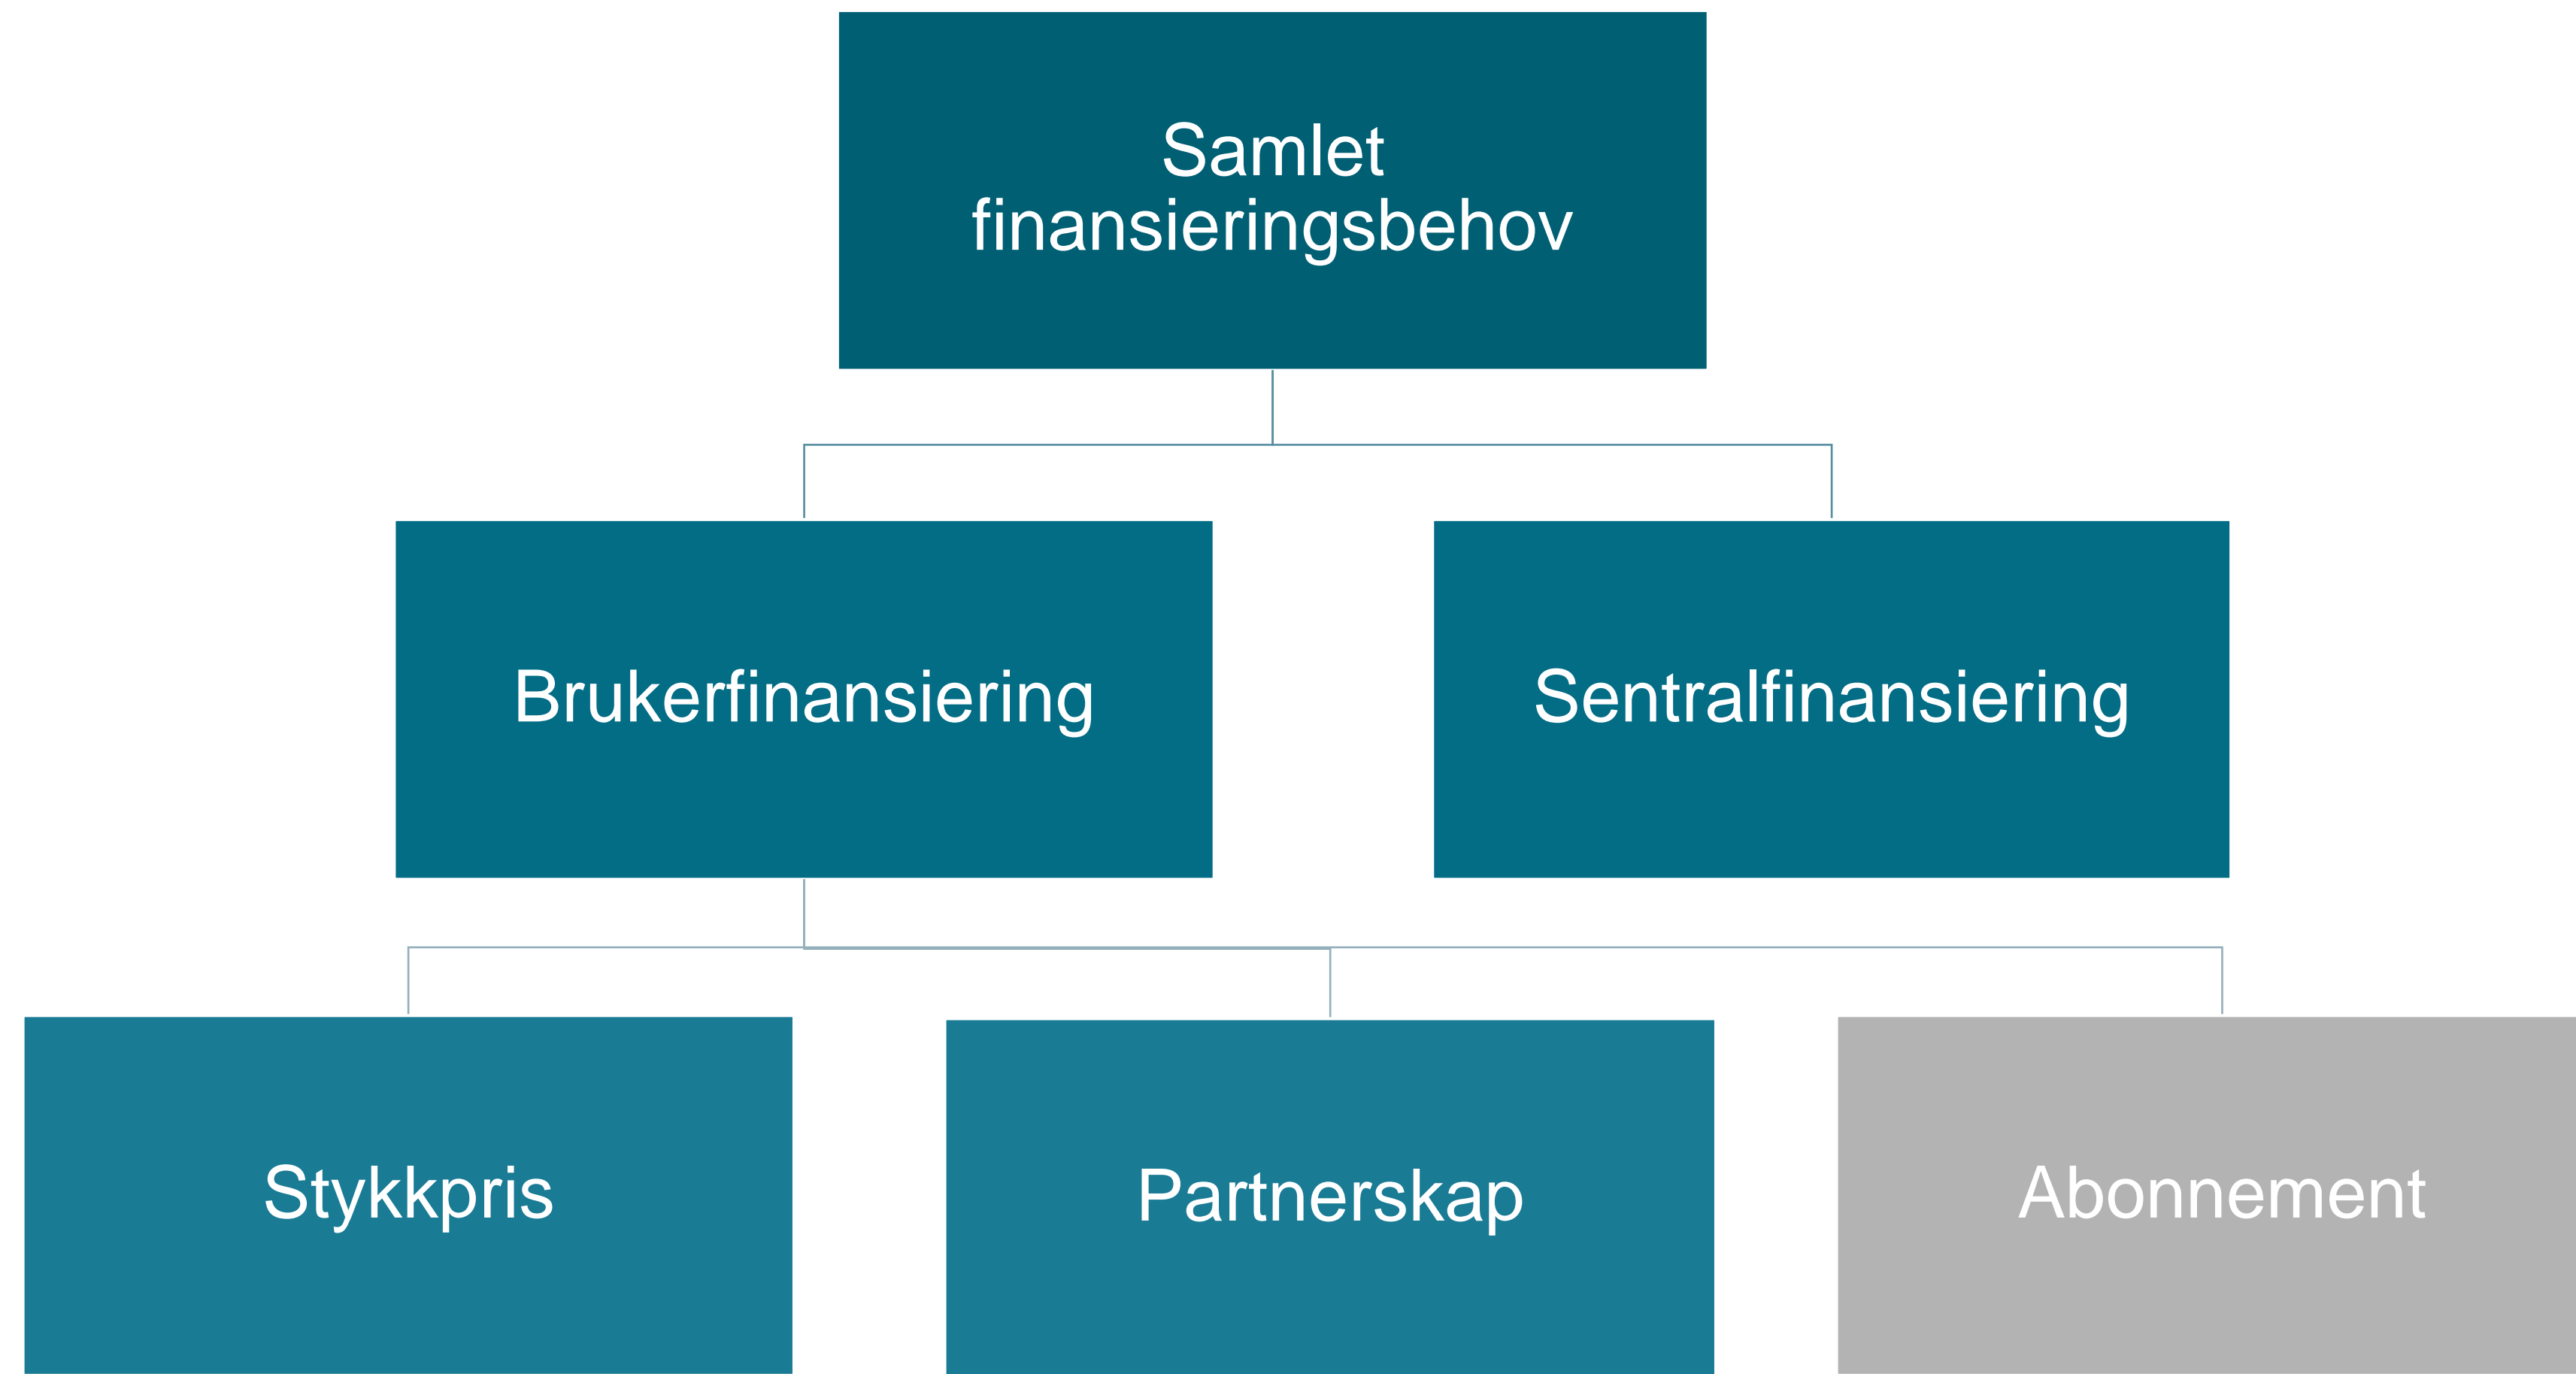 Samlet
finansieringsbehov
Brukerfinansiering
Sentralfinansiering
Stykkpris
Partnerskap
Abonnement